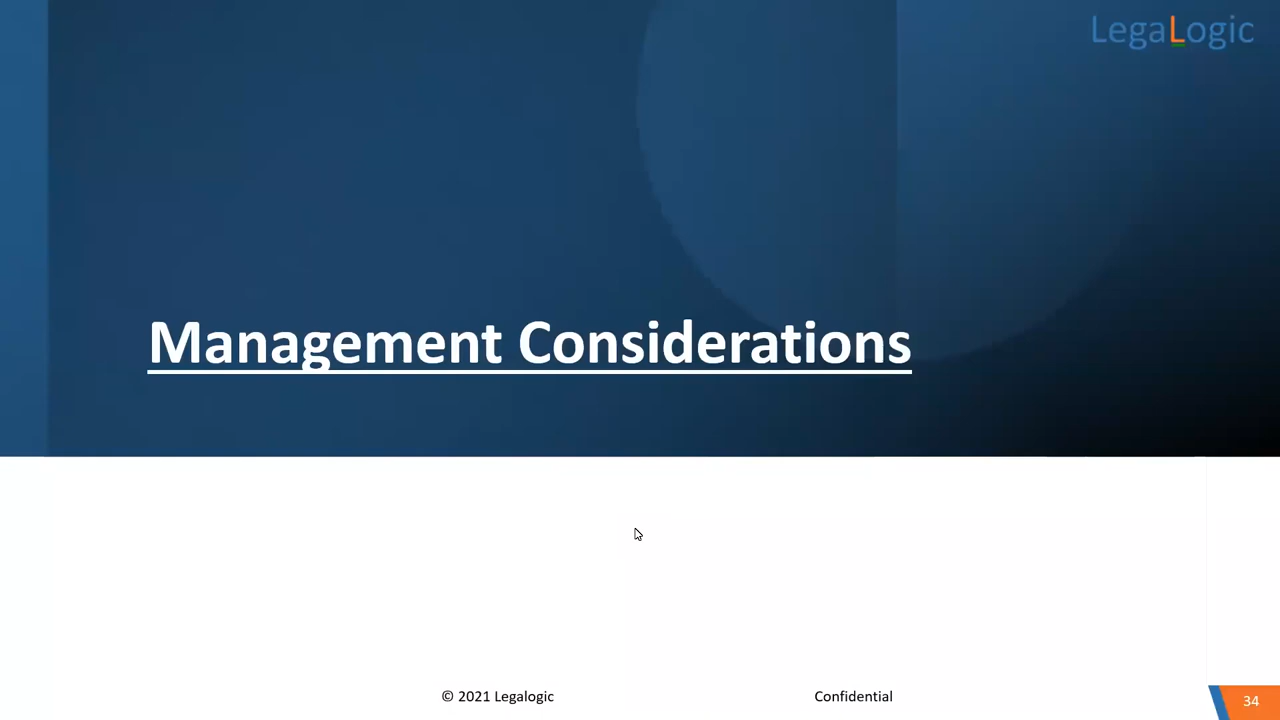 LegaLogic
Management Considerations
© 2021 Legalogic
Confidential
34